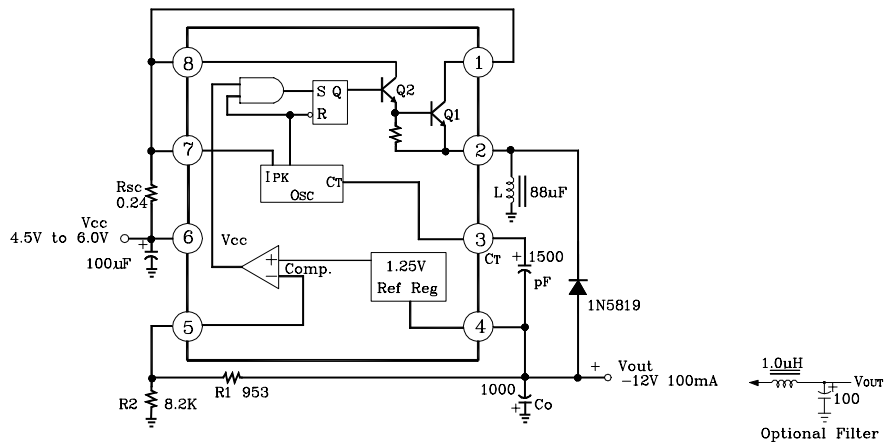 8
1
S Q
Q2
R
Q1
7
2
IPK
CT
OSC
L
88uF
Rsc
0.24
Vcc
4.5V to 6.0V
6
Vcc
3
CT
+ 1500
pF
+
100uF
+
−
Comp.
1.25V
Ref Reg
1N5819
5
4
R1 953
+ Vout
−12V 100mA
1.0uH
VOUT
+
100
R2 8.2K
1000
+
Co
Optional Filter